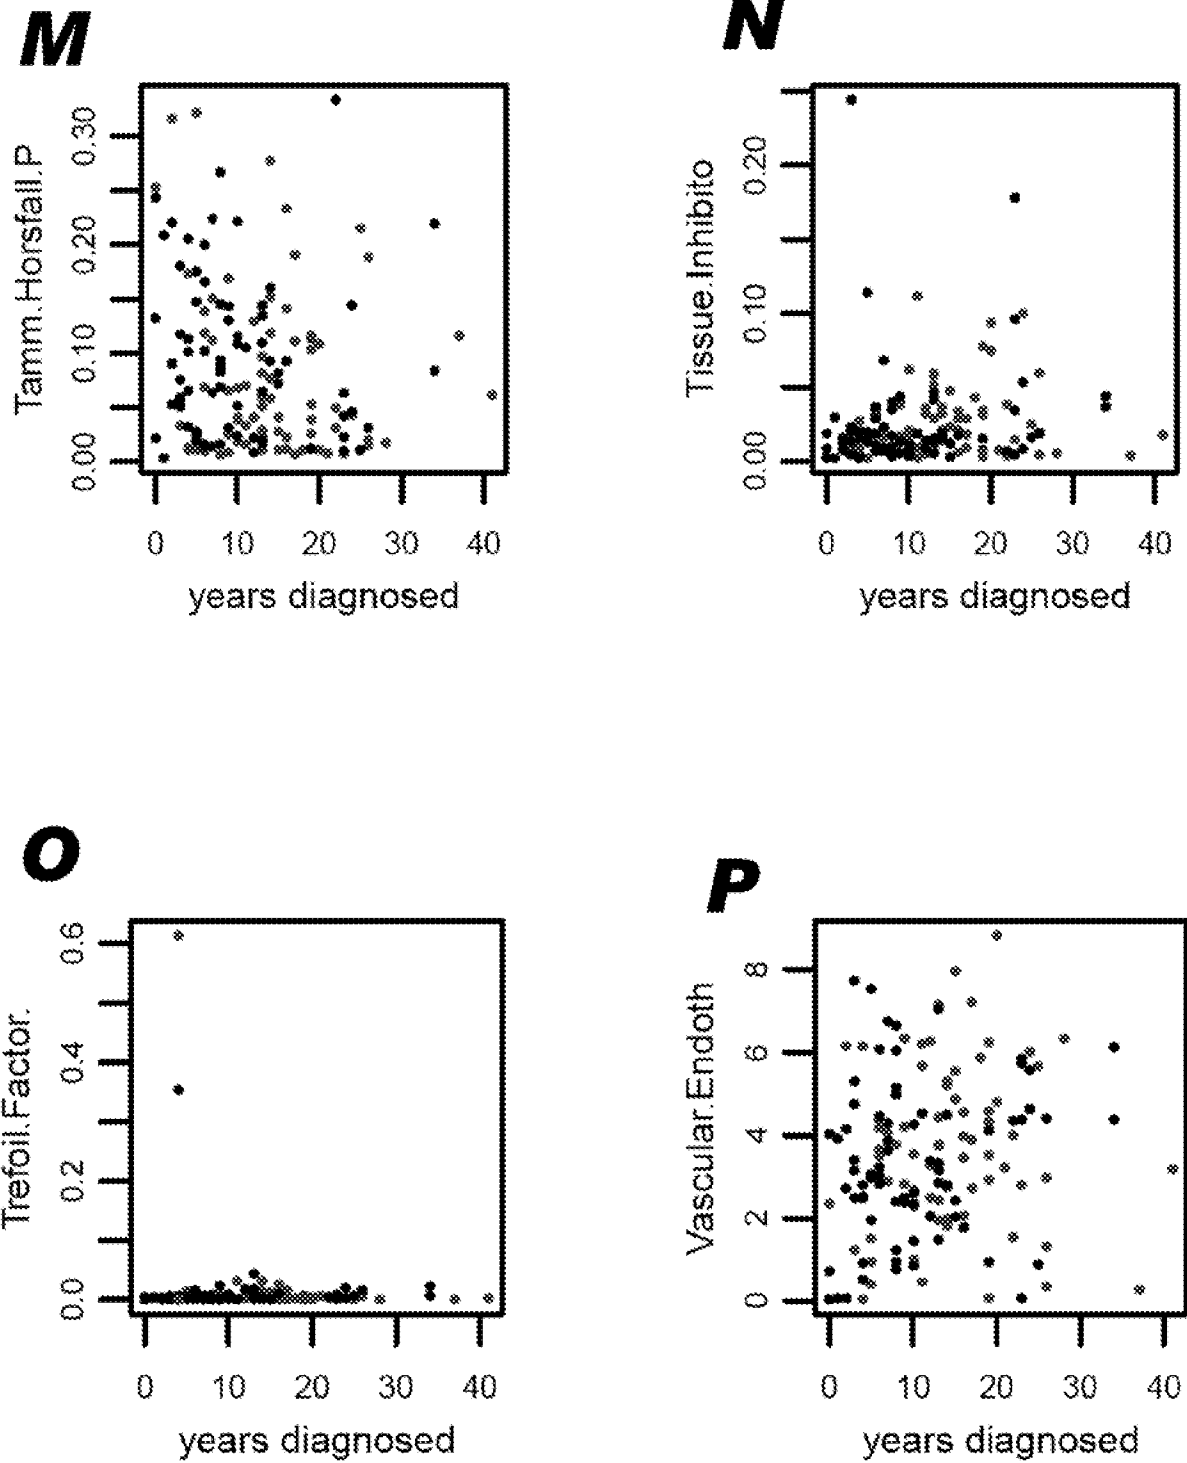 M
N
Tamm.Horsfall.P
0.00 0.10 0.20 0.30
0 10 20 30 40
years diagnosed
Tissue.Inhibito
0.00 0.10 0.20
0 10 20 30 40
years diagnosed
O
P
Trefoil.Factor.
0.0 0.2 0.4 0.6
0 10 20 30 40
years diagnosed
Vascular.Endoth
0 2 4 6 8
0 10 20 30 40
years diagnosed